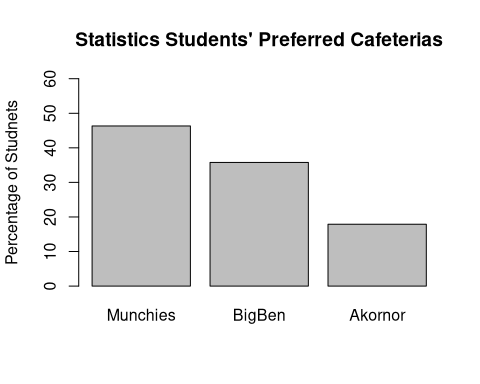 Statistics Students' Preferred Cafeterias
Percentage of Studnets
60
50
40
30
20
10
0
Munchies BigBen Akornor